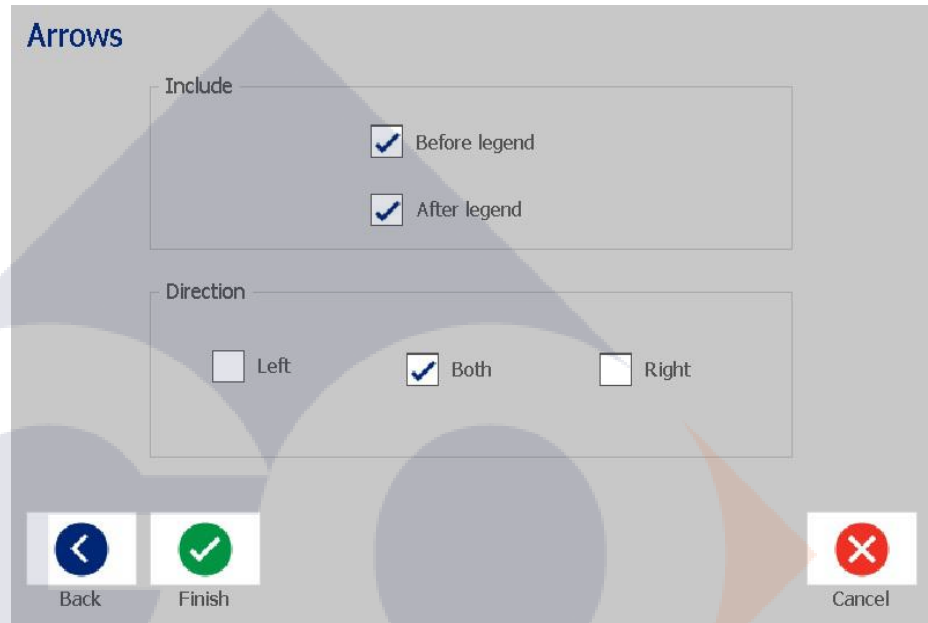 Arrows
Include
Before legend
After legend
Direction
Left Both Right
Back Finish Cancel